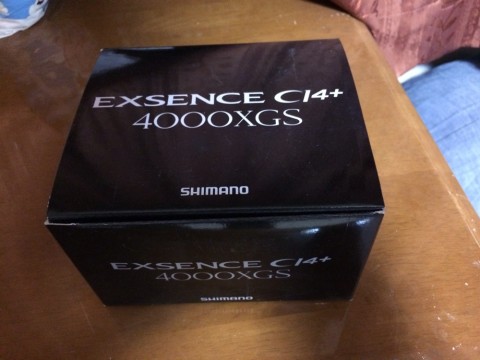 EXSENCE CI4+
4000XGS
SHIMANO
EXSENCE CI4+
4000XGS
SHIMANO